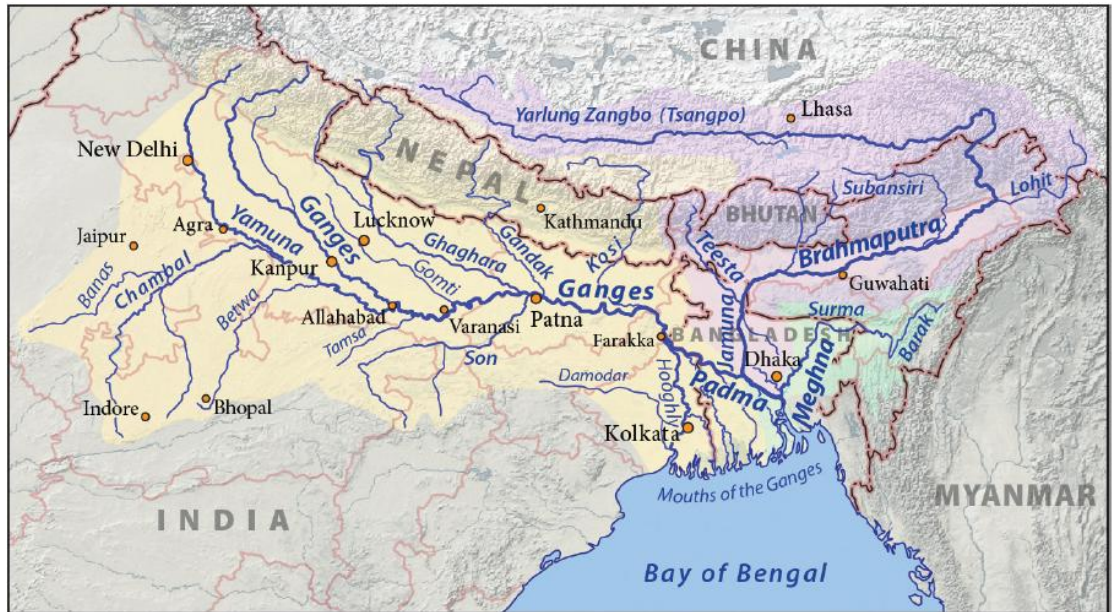 CHINA
Yarlung Zangbo (Tsangpo)
Lhasa
New Delhi
NEPAL
Subansiri
Lohit
Agra
Yamuna
Ganges
Lucknow
Kathmandu
BHUTAN
Jaipur
Ghaghara
Gandak
Kosi
Teesta
Brahmaputra
Banas
Chambal
Kanpur
Gomti
Guwahati
Betwa
Ganges
Allahabad
Varanasi
Patna
Surma
Tamsa
Farakka
BANGLADESH
Jamuna
Barak
Son
Dhaka
Meghna
Damodar
Hooghly
Padma
Indore
Bhopal
Kolkata
Mouths of the Ganges
INDIA
MYANMAR
Bay of Bengal